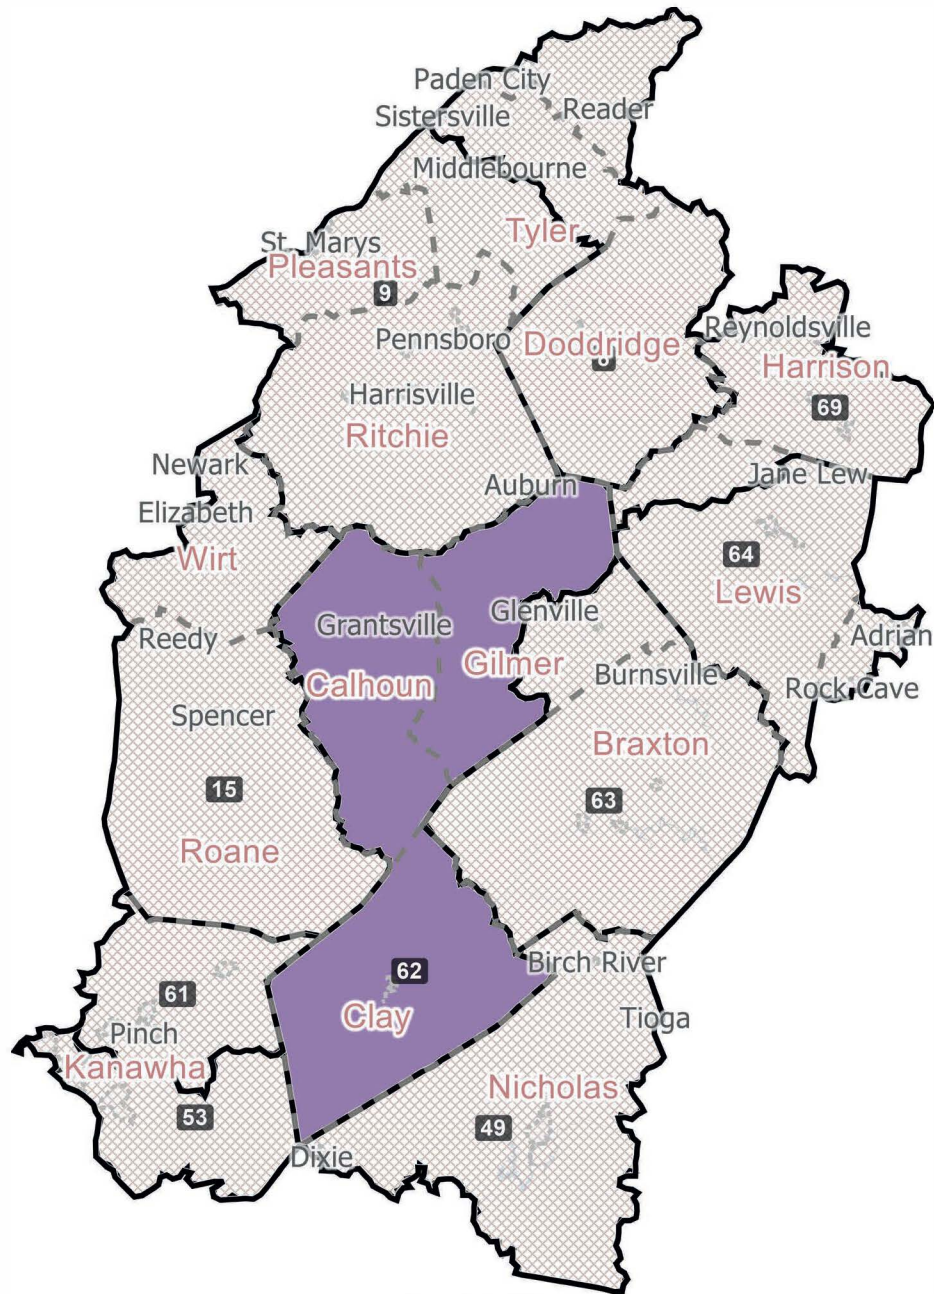 Paden City
Reader
Sistersville
Middlebourne
Tyler
St. Marys
Pleasants
9
Reynoldsville
Pennsboro
Doddridge
8
Harrison
Harrisville
69
Ritchie
Newark
Jane Lew
Auburn
Elizabeth
Wirt
64
Lewis
Glenville
Grantsville
Reedy
Adrian
Gilmer
Burnsville
Calhoun
Rock Cave
Spencer
Braxton
15
63
Roane
Birch River
62
61
Clay
Tioga
Pinch
Kanawha
Nicholas
53
49
Dixie